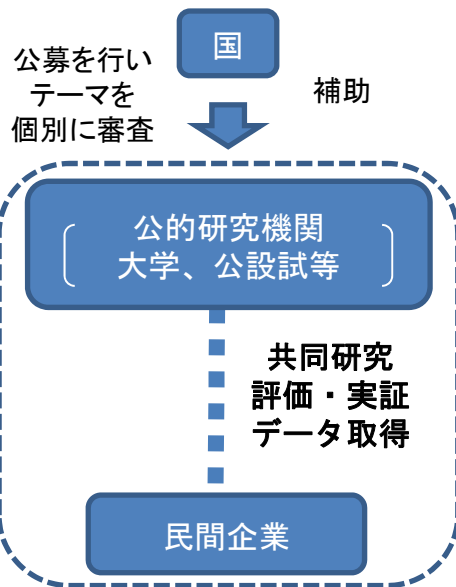 国
公募を行い
テーマを
個別に審査
補助
公的研究機関
大学、公設試等
共同研究
評価・実証
データ取得
民間企業